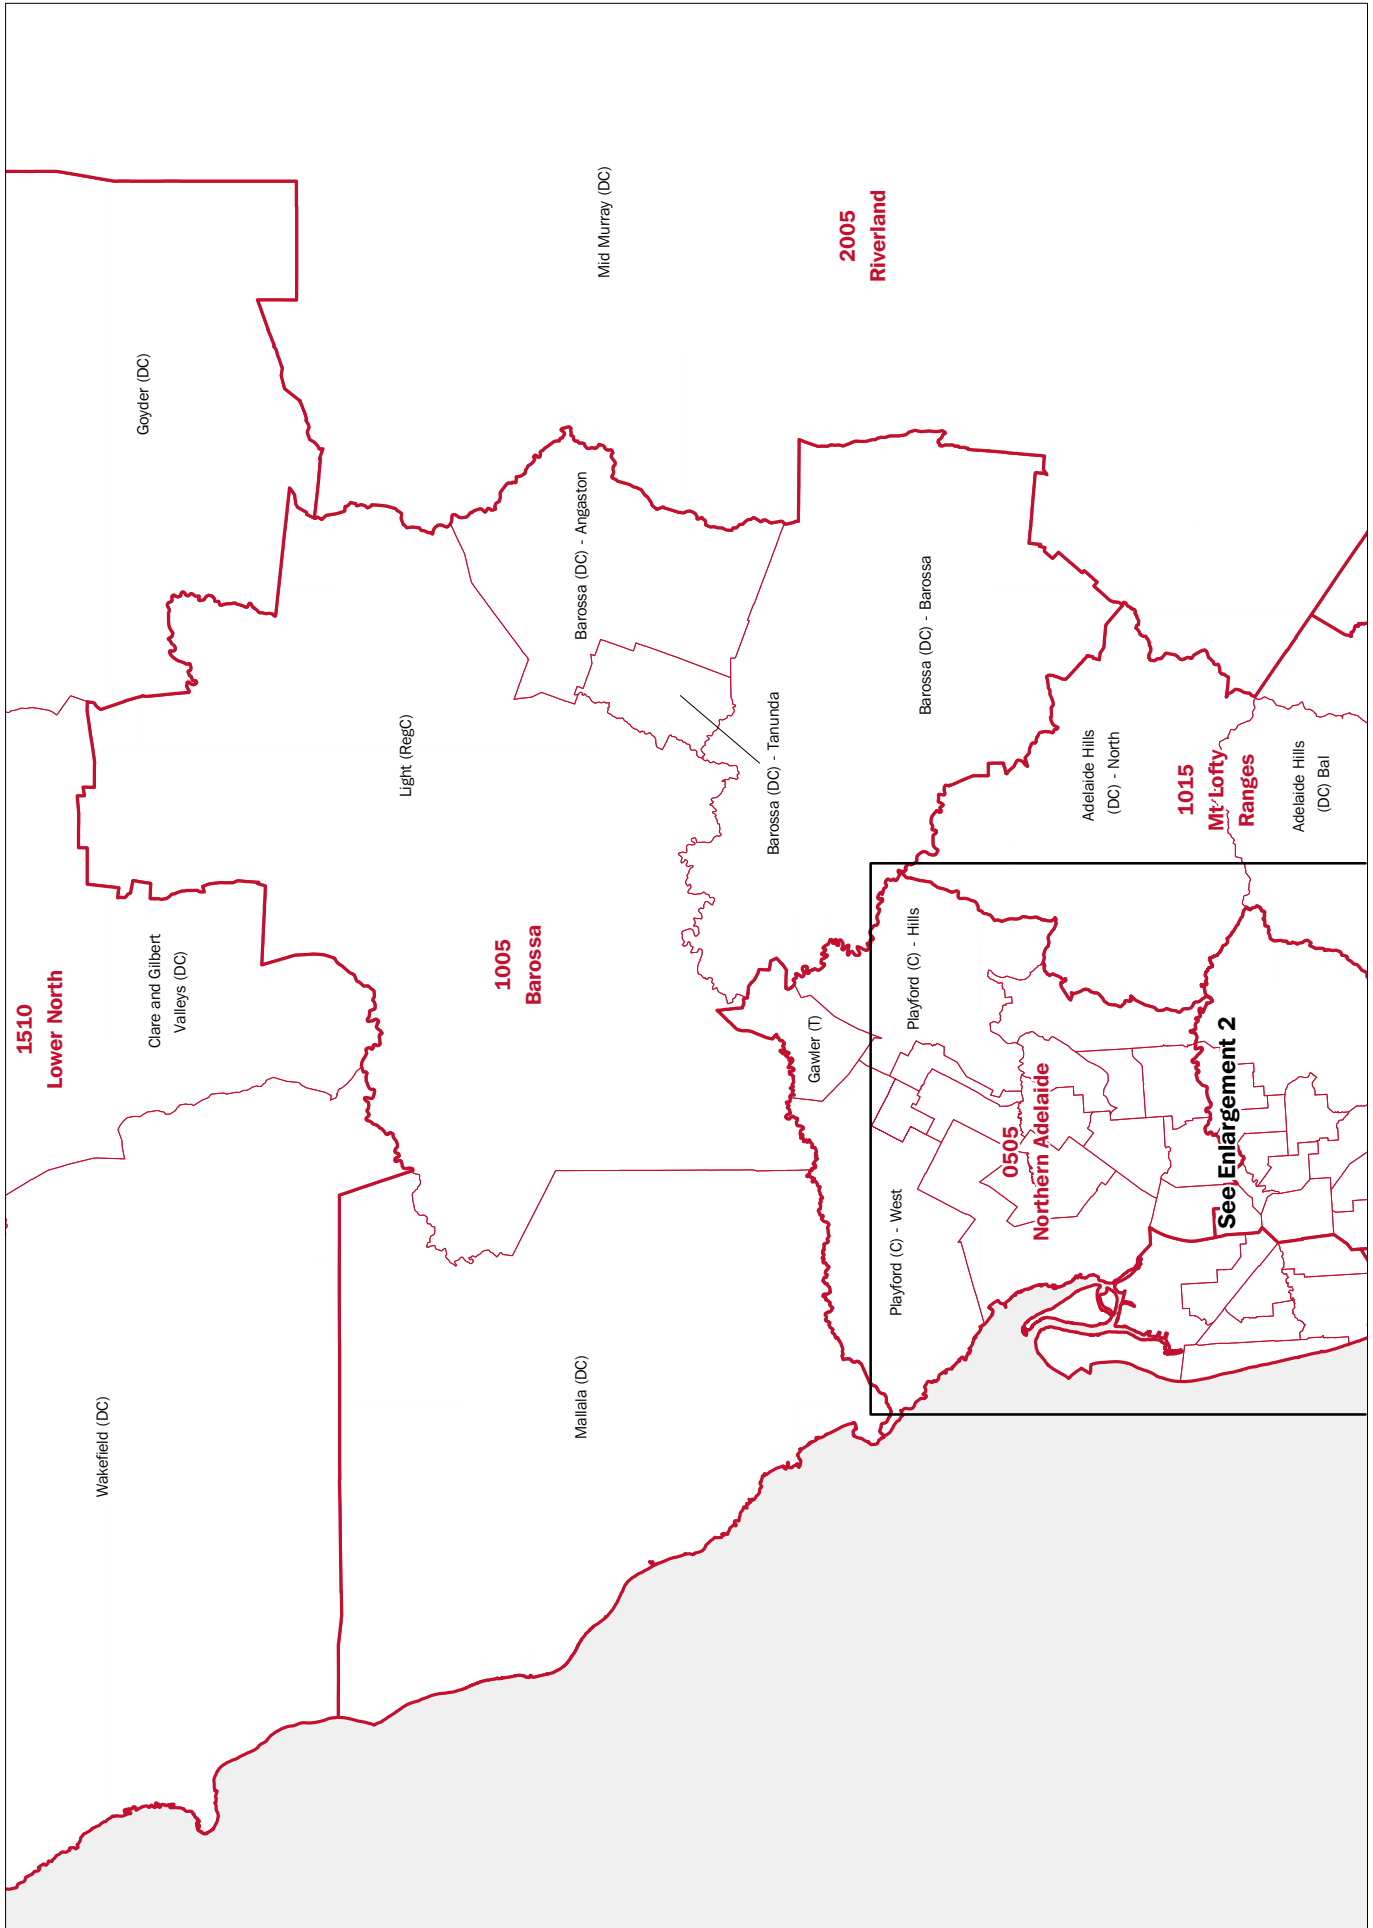 1510
Lower North
Wakefield (DC)
Clare and Gilbert
Valleys (DC)
Goyder (DC)
Light (RegC)
1005
Barossa
Mallala (DC)
Barossa (DC) - Angaston
Mid Murray (DC)
Barossa (DC) - Tanunda
Gawler (T)
2005
Riverland
Playford (C) - West
Playford (C) - Hills
Barossa (DC) - Barossa
0505
Northern Adelaide
Adelaide Hills
(DC) - North
1015
Mt Lofty
Ranges
See Enlargement 2
Adelaide Hills
(DC) Bal